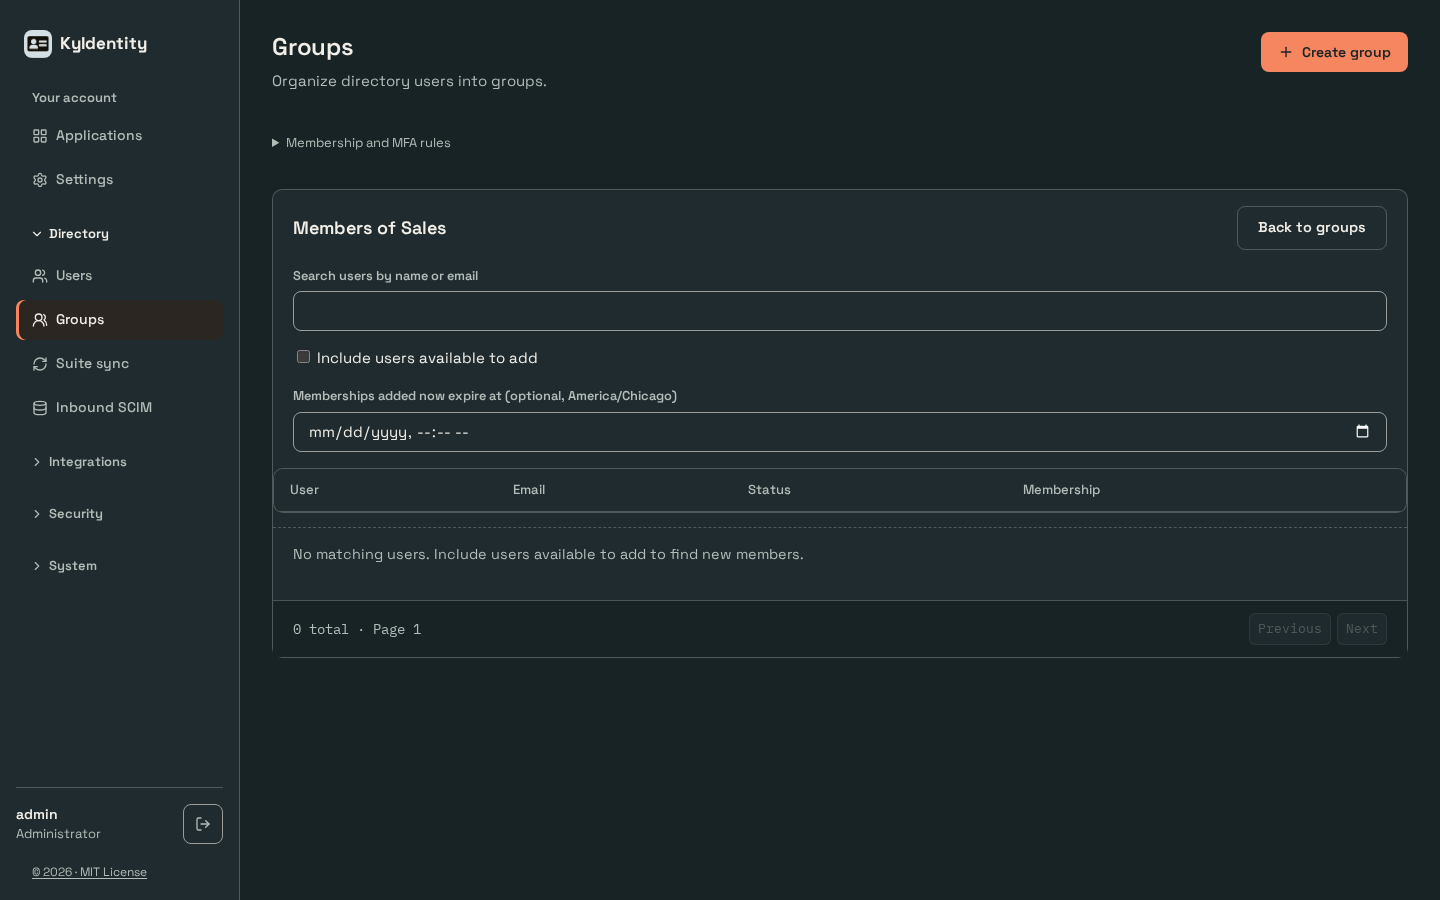 KyIdentity
Your account
Applications
Settings
Directory
Users
Groups
Suite sync
Inbound SCIM
Integrations
Security
System
admin
Administrator
© 2026 · MIT License
Groups
Organize directory users into groups.
Create group
Membership and MFA rules
Members of Sales
Back to groups
Search users by name or email
Include users available to add
Memberships added now expire at (optional, America/Chicago)
mm/dd/yyyy, --:-- --
User Email Status Membership
No matching users. Include users available to add to find new members.
0 total · Page 1
Previous Next